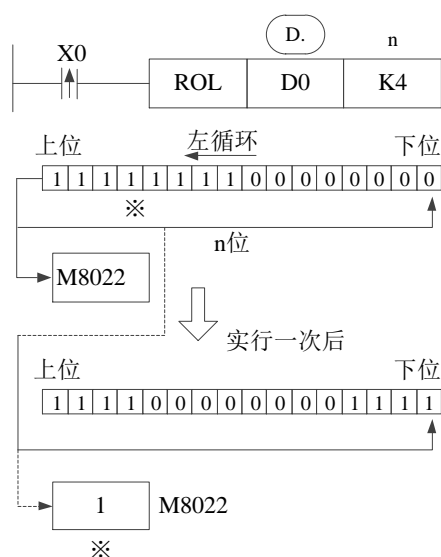 D. n
X0
ROL D0 K4
左循环
上位 下位
1 1 1 1 1 1 1 1 0 0 0 0 0 0 0 0
※
n位
M8022
实行一次后
上位 下位
1 1 1 1 0 0 0 0 0 0 0 0 1 1 1 1
1 M8022
※